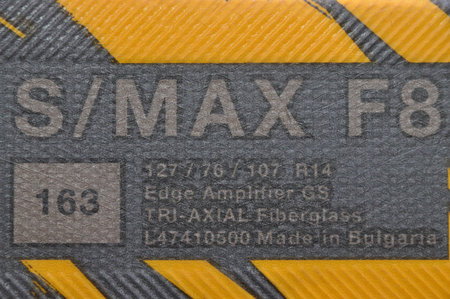 S/MAX F8
163
127 / 76 / 107, R14
Edge Amplifier CS
TRI-AXIAL Fiberglass
L47410500 Made in Bulgaria